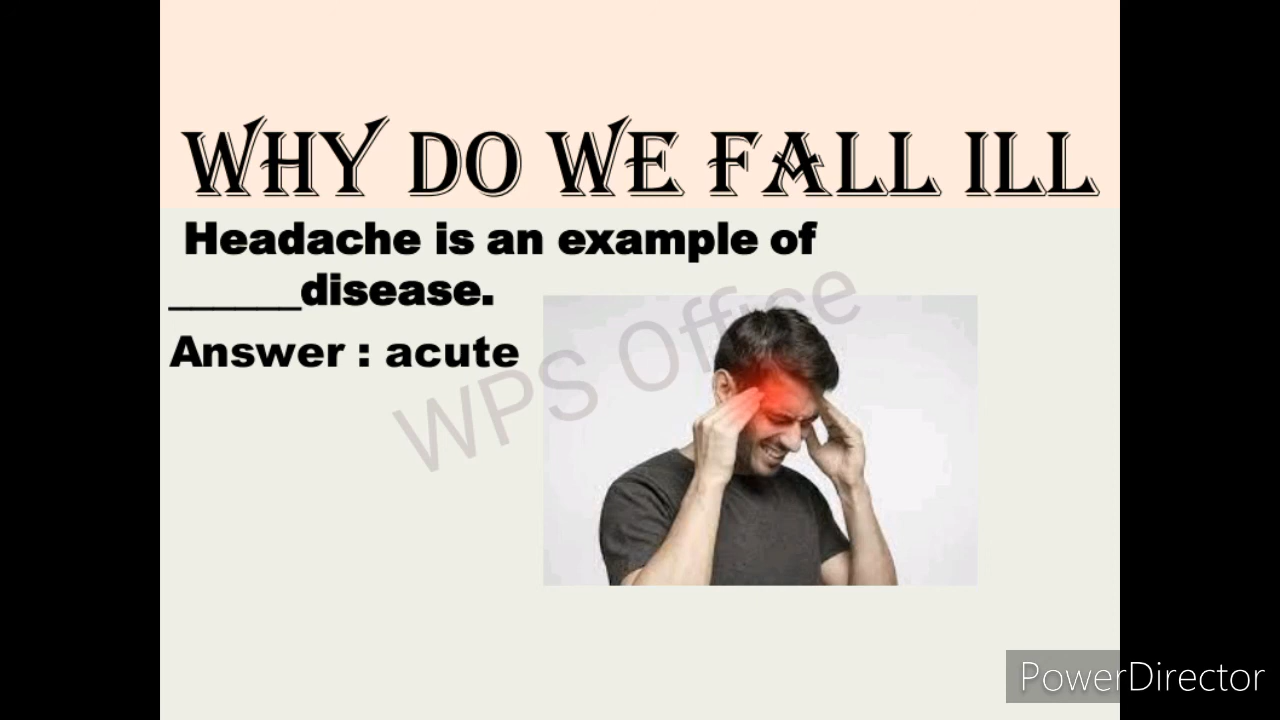 WHY DO WE FALL ILL
Headache is an example of
______disease.
Answer : acute
WPS Office
PowerDirector